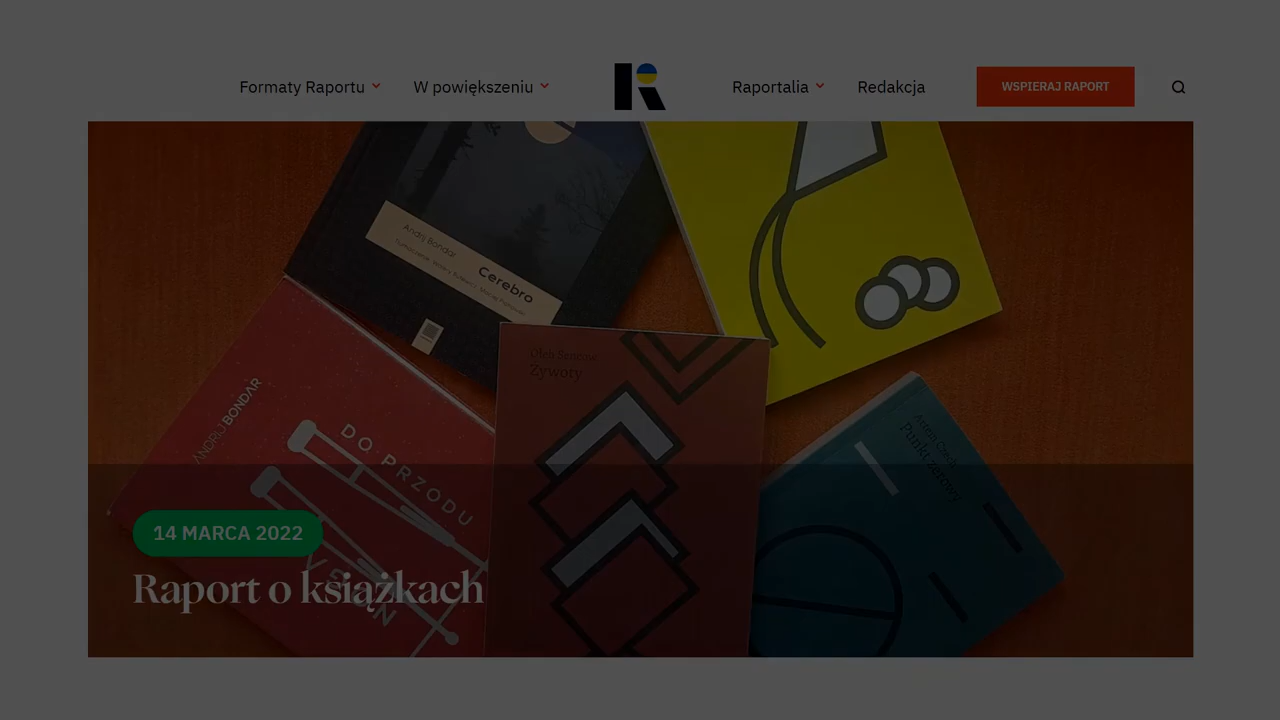 Formaty Raportu
W powiększeniu
Raportalia
Redakcja
WSPIERAJ RAPORT
Andrij Bondar
Cerebro
Ołeh Sencow
Żywoty
ANDRIJ BONDAR
DO PRZODU
Punkt zerowy
14 MARCA 2022
Raport o książkach